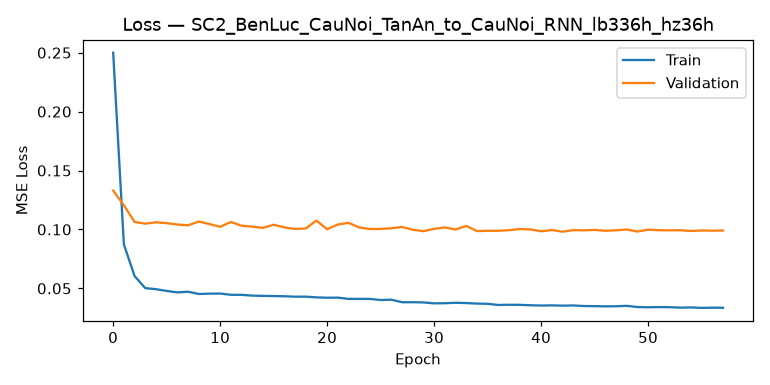 Loss — SC2_BenLuc_CauNoi_TanAn_to_CauNoi_RNN_lb336h_hz36h
Train
Validation
MSE Loss
0.25
0.20
0.15
0.10
0.05
0 10 20 30 40 50
Epoch